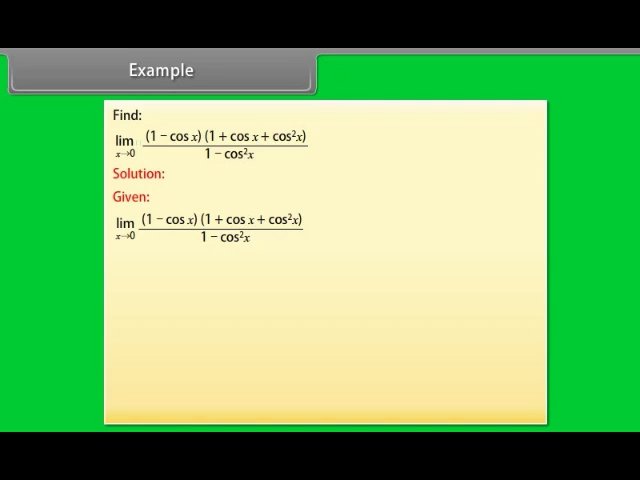 Example
Find:
lim x→0 (1 − cos x) (1 + cos x + cos²x) / 1 − cos²x
Solution:
Given:
lim x→0 (1 − cos x) (1 + cos x + cos²x) / 1 − cos²x